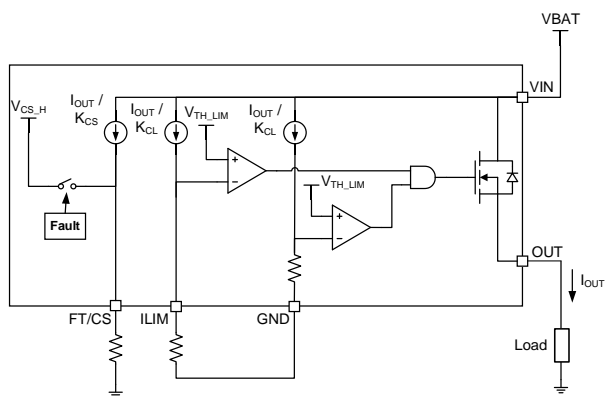 VBAT
VIN
V_CS_H
I_OUT /
K_CS
I_OUT /
K_CL
V_TH_LIM
I_OUT /
K_CL
+
−
V_TH_LIM
+
−
Fault
OUT
I_OUT
FT/CS
ILIM
GND
Load